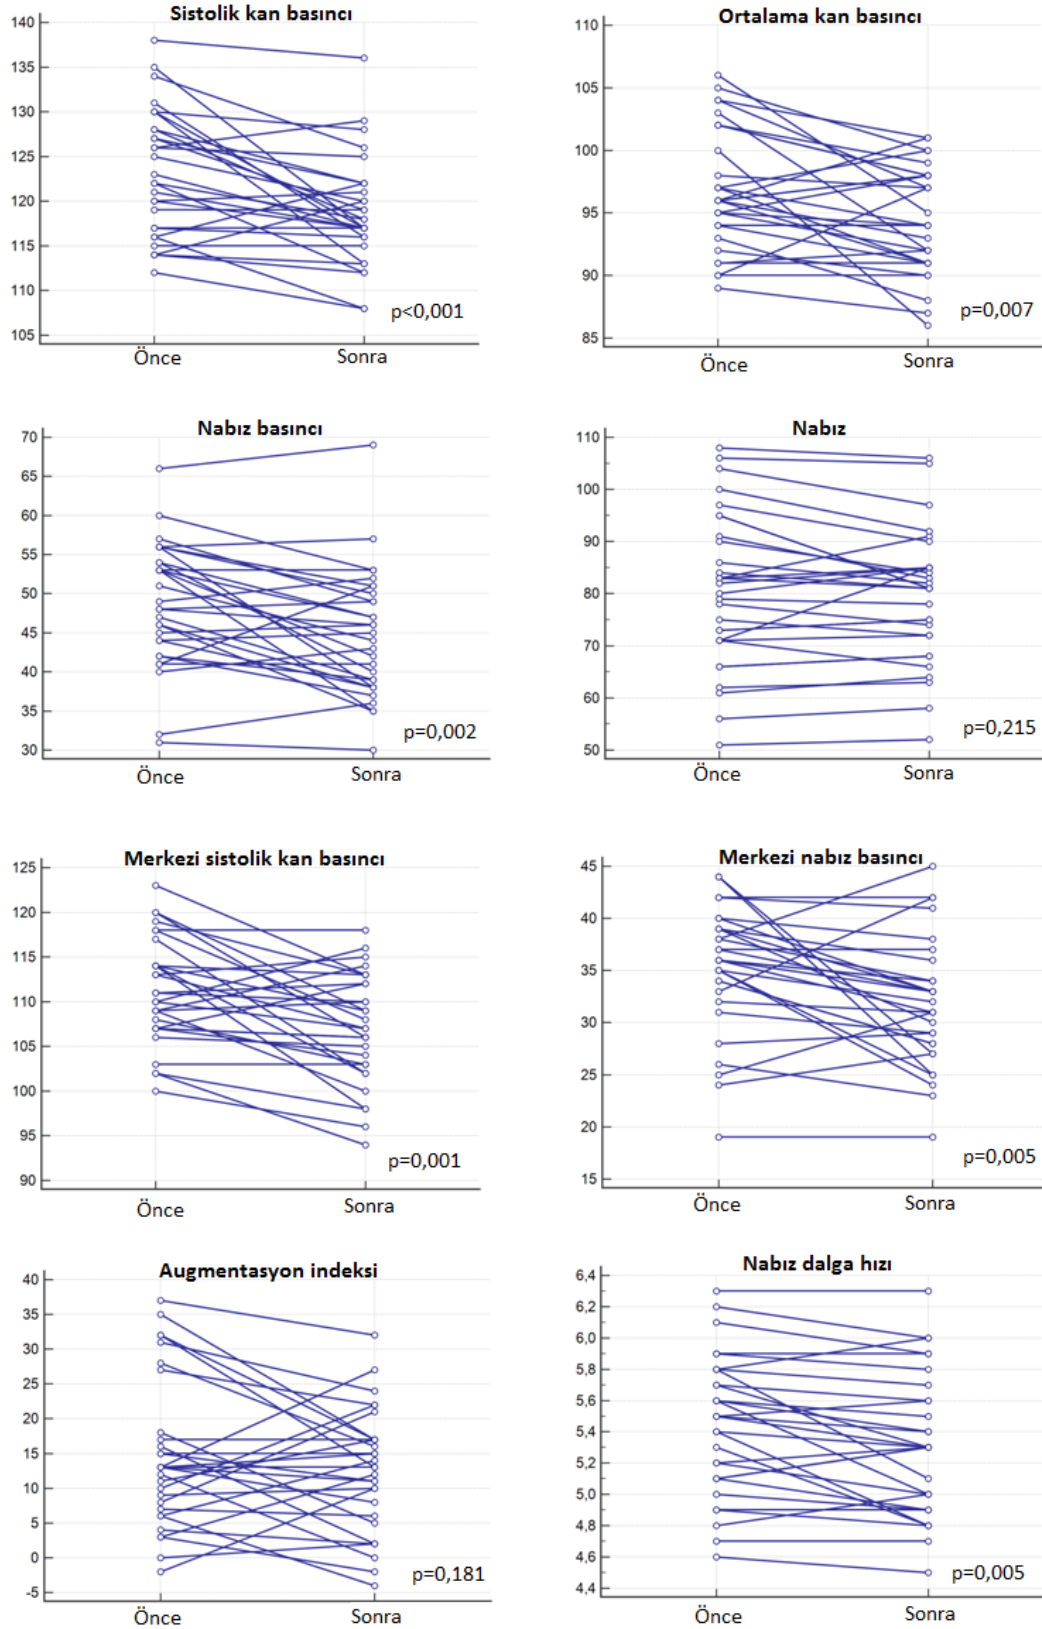 Sistolik kan basıncı
140
135
130
125
120
115
110
105
p<0,001
Önce
Sonra
Ortalama kan basıncı
110
105
100
95
90
85
p=0,007
Önce
Sonra
Nabız basıncı
70
65
60
55
50
45
40
35
30
p=0,002
Önce
Sonra
Nabız
110
100
90
80
70
60
50
p=0,215
Önce
Sonra
Merkezi sistolik kan basıncı
125
120
115
110
105
100
95
90
p=0,001
Önce
Sonra
Merkezi nabız basıncı
45
40
35
30
25
20
15
p=0,005
Önce
Sonra
Augmentasyon indeksi
40
30
25
20
15
10
5
0
-5
p=0,181
Önce
Sonra
Nabız dalga hızı
6,4
6,2
6,0
5,8
5,6
5,4
5,2
5,0
4,8
4,6
4,4
p=0,005
Önce
Sonra